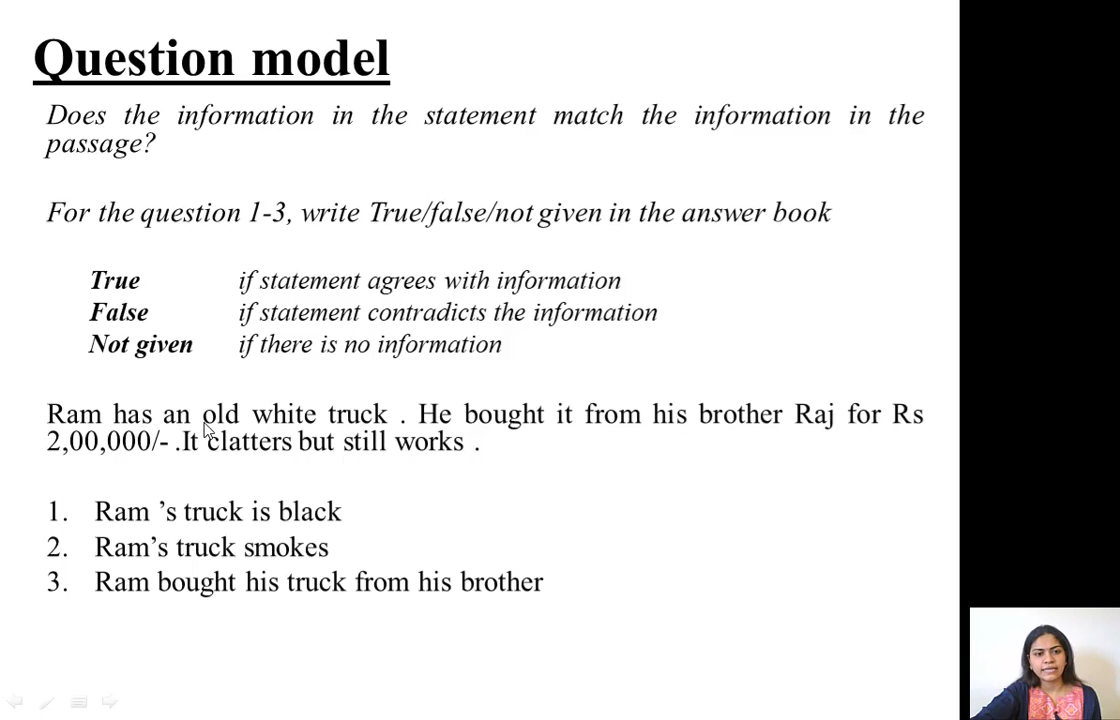 Question model
Does the information in the statement match the information in the
passage?
For the question 1-3, write True/false/not given in the answer book
True if statement agrees with information
False if statement contradicts the information
Not given if there is no information
Ram has an old white truck . He bought it from his brother Raj for Rs
2,00,000/- .It clatters but still works .
1. Ram ’s truck is black
2. Ram’s truck smokes
3. Ram bought his truck from his brother